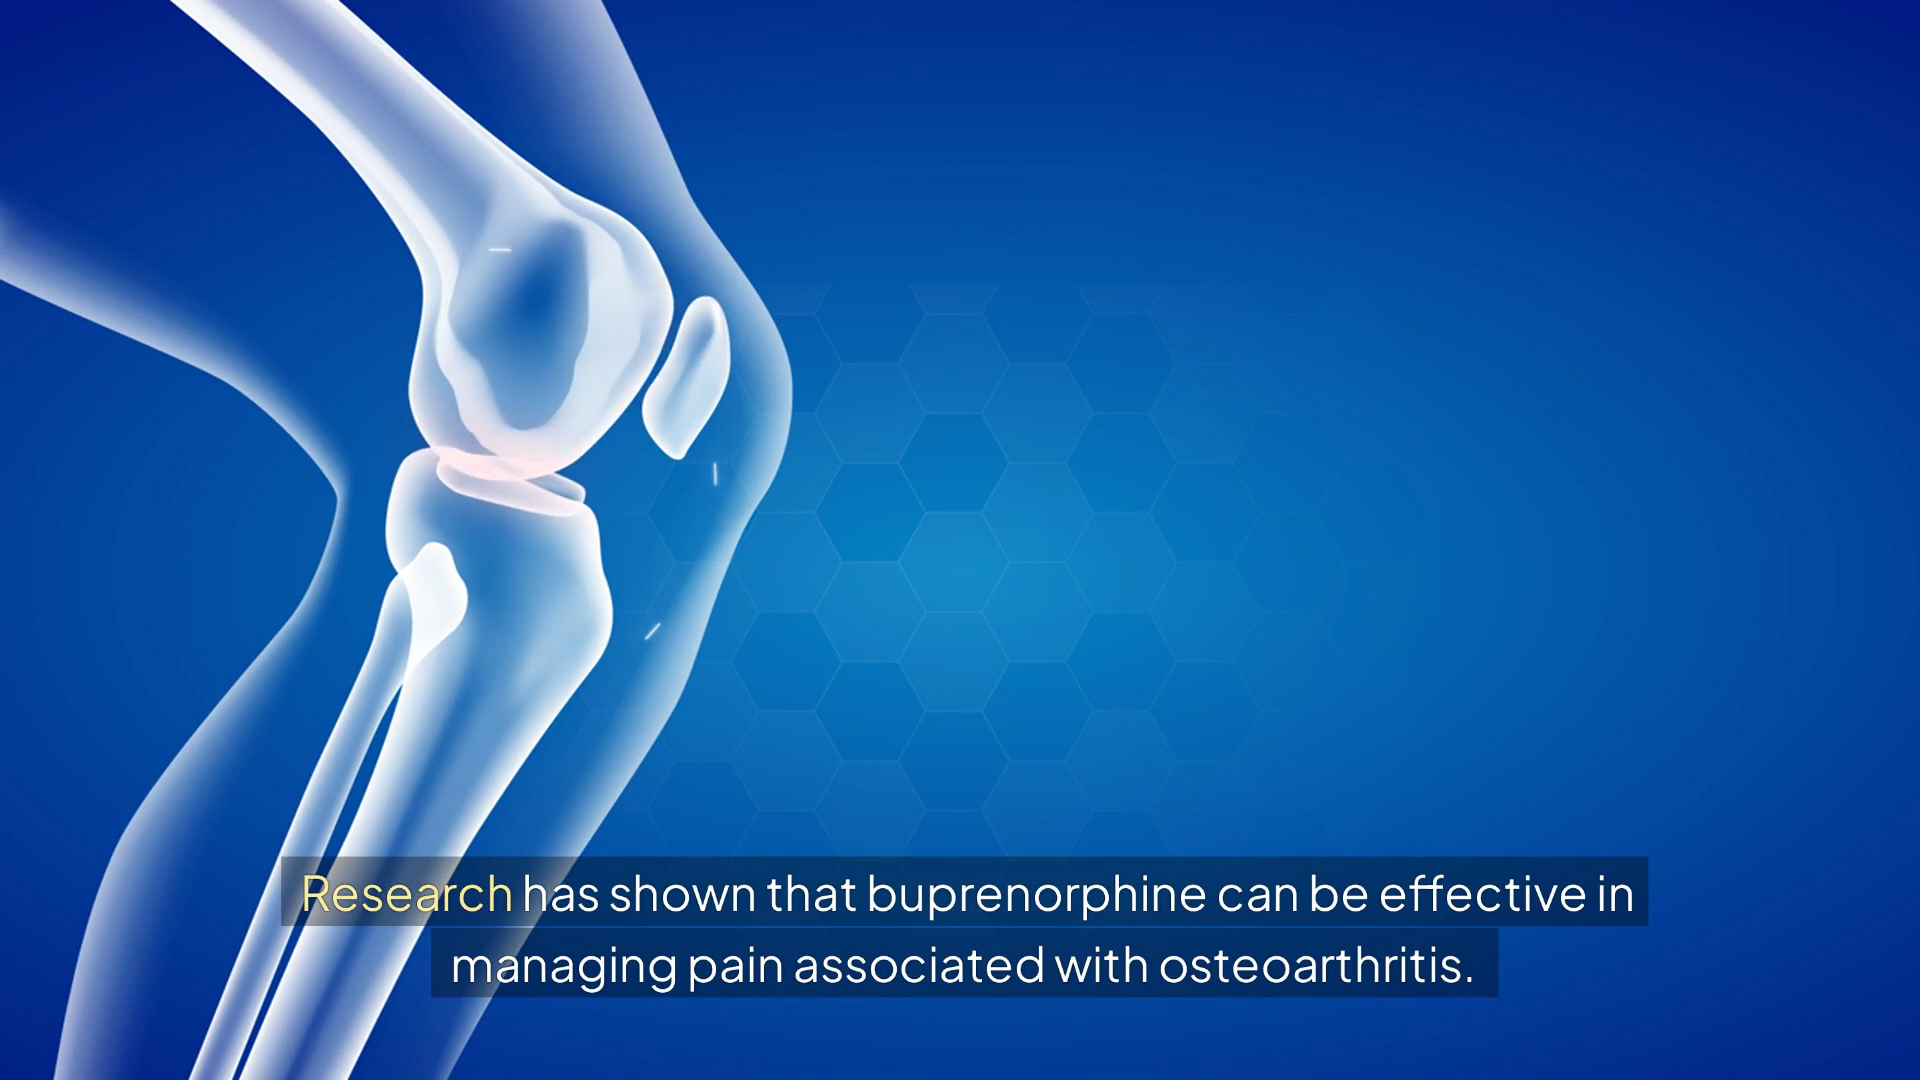 Research has shown that buprenorphine can be effective in
managing pain associated with osteoarthritis.